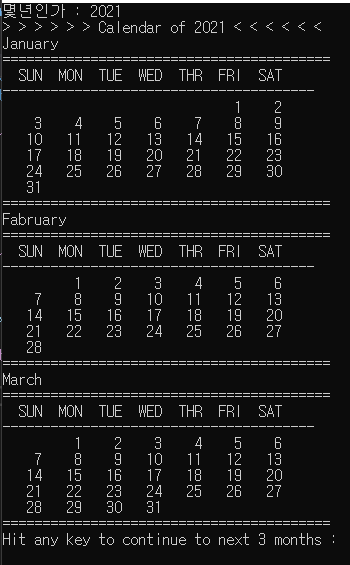 몇년인가 : 2021
> > > > > > Calendar of 2021 < < < < < <
January
=========================================
SUN MON TUE WED THR FRI SAT
---------------------------------------
1 2
3 4 5 6 7 8 9
10 11 12 13 14 15 16
17 18 19 20 21 22 23
24 25 26 27 28 29 30
31
=========================================
Fabruary
=========================================
SUN MON TUE WED THR FRI SAT
---------------------------------------
1 2 3 4 5 6
7 8 9 10 11 12 13
14 15 16 17 18 19 20
21 22 23 24 25 26 27
28
=========================================
March
=========================================
SUN MON TUE WED THR FRI SAT
---------------------------------------
1 2 3 4 5 6
7 8 9 10 11 12 13
14 15 16 17 18 19 20
21 22 23 24 25 26 27
28 29 30 31
=========================================
Hit any key to continue to next 3 months :